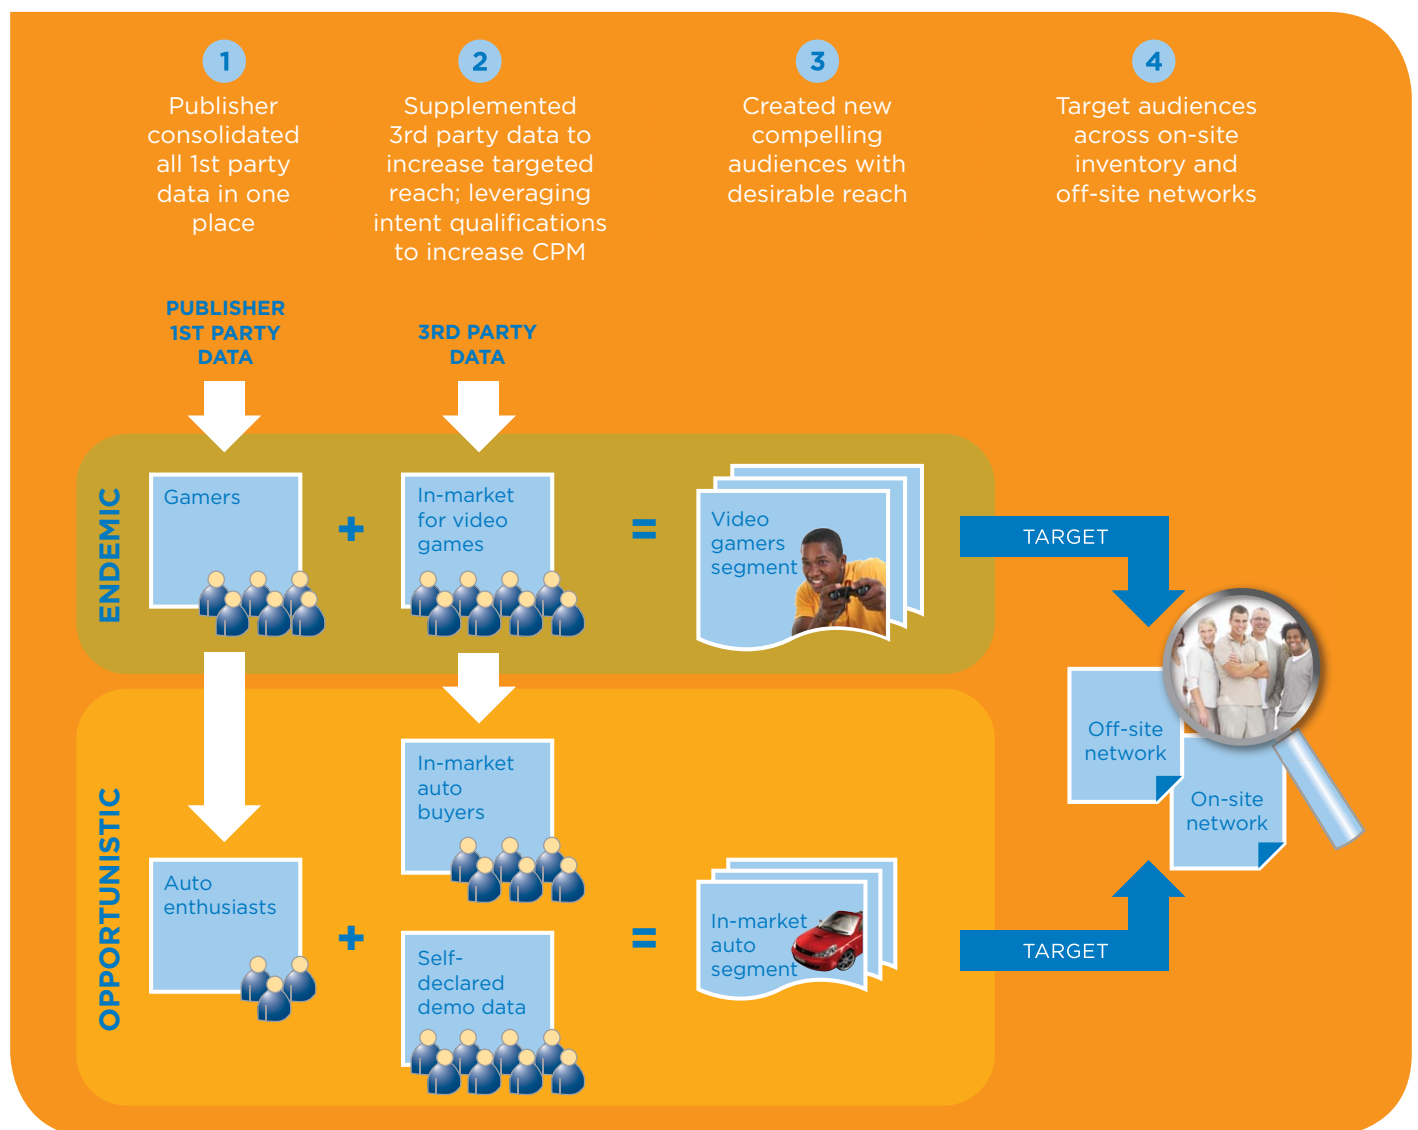 1
Publisher
consolidated
all 1st party
data in one
place
2
Supplemented
3rd party data to
increase targeted
reach; leveraging
intent qualifications
to increase CPM
3
Created new
compelling
audiences with
desirable reach
4
Target audiences
across on-site
inventory and
off-site networks
PUBLISHER
1ST PARTY
DATA
3RD PARTY
DATA
ENDEMIC
Gamers
+
In-market
for video
games
=
Video
gamers
segment
TARGET
Off-site
network
On-site
network
OPPORTUNISTIC
Auto
enthusiasts
+
In-market
auto
buyers
Self-
declared
demo data
=
In-market
auto
segment
TARGET